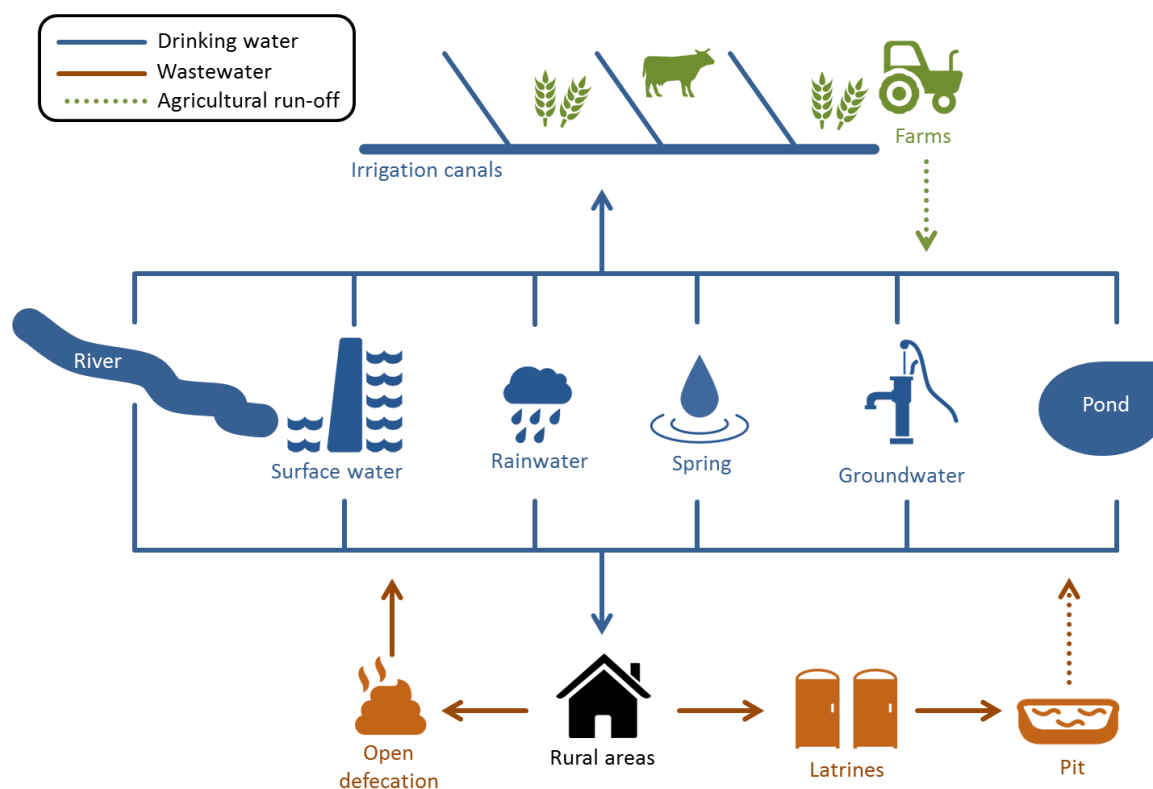 Drinking water
Wastewater
Agricultural run-off
Farms
Irrigation canals
River
Pond
Surface water
Rainwater
Spring
Groundwater
Open
defecation
Rural areas
Latrines
Pit